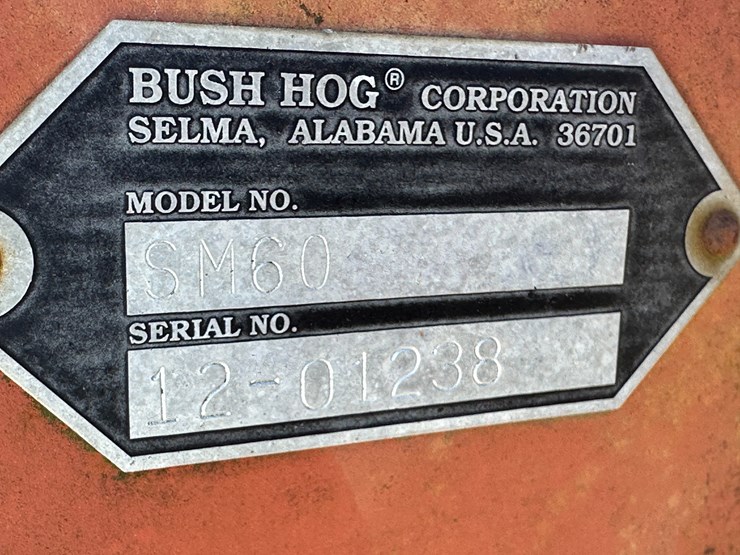 BUSH HOG® CORPORATION
SELMA, ALABAMA U.S.A. 36701
MODEL NO.
SM60
SERIAL NO.
12-01238